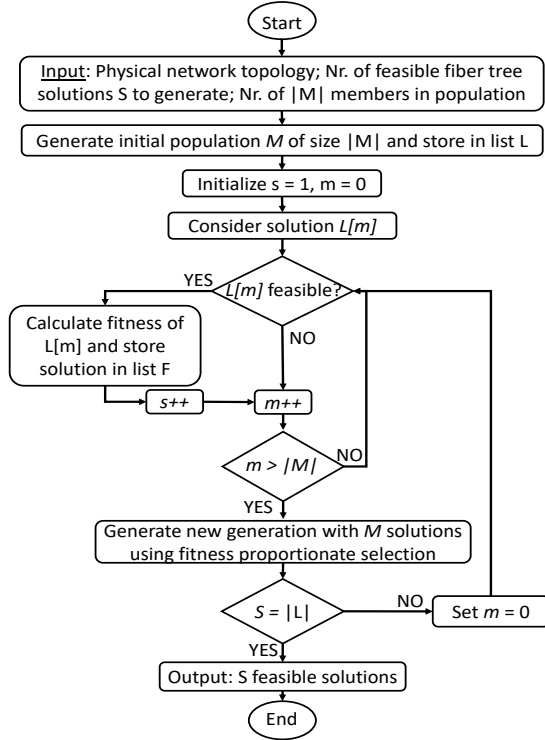 Start
Input: Physical network topology; Nr. of feasible fiber tree
solutions S to generate; Nr. of |M| members in population
Generate initial population M of size |M| and store in list L
Initialize s = 1, m = 0
Consider solution L[m]
YES
L[m] feasible?
Calculate fitness of
L[m] and store
solution in list F
NO
s++
m++
m > |M|
NO
YES
Generate new generation with M solutions
using fitness proportionate selection
S = |L|
NO
Set m = 0
YES
Output: S feasible solutions
End